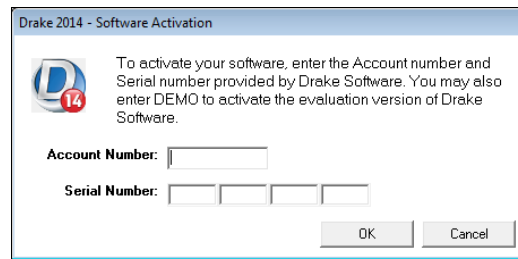 Drake 2014 - Software Activation
To activate your software, enter the Account number and
Serial number provided by Drake Software. You may also
enter DEMO to activate the evaluation version of Drake
Software.
D
14
Account Number:
Serial Number:
OK Cancel